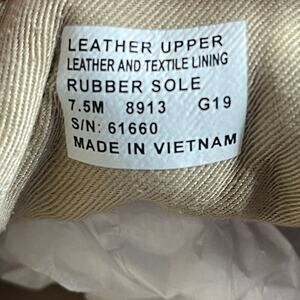 LEATHER UPPER
LEATHER AND TEXTILE LINING
RUBBER SOLE
7.5M 8913 G19
S/N: 61660
MADE IN VIETNAM